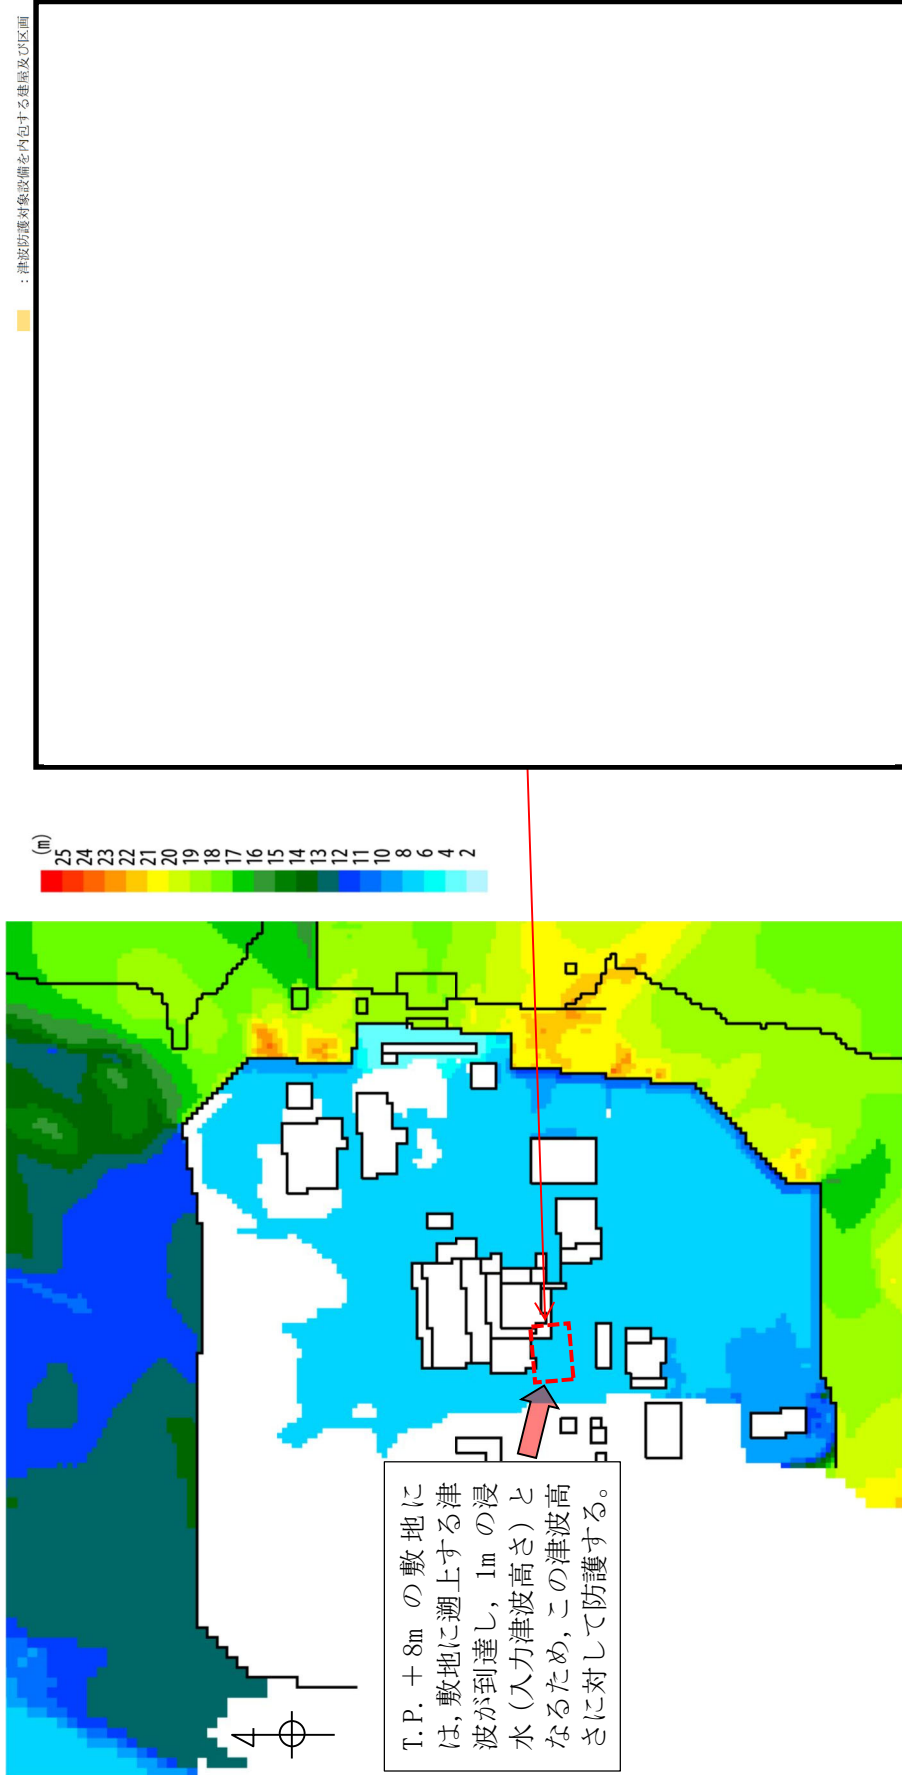 ：津波防護対象設備を内包する建屋及び区画
(m)
25
24
23
22
21
20
19
18
17
16
15
14
13
12
11
10
8
6
4
2
T.P. ＋8m の敷地に
は，敷地に遡上する津
波が到達し，1m の浸
水（入力津波高さ）と
なるため，この津波高
さに対して防護する。